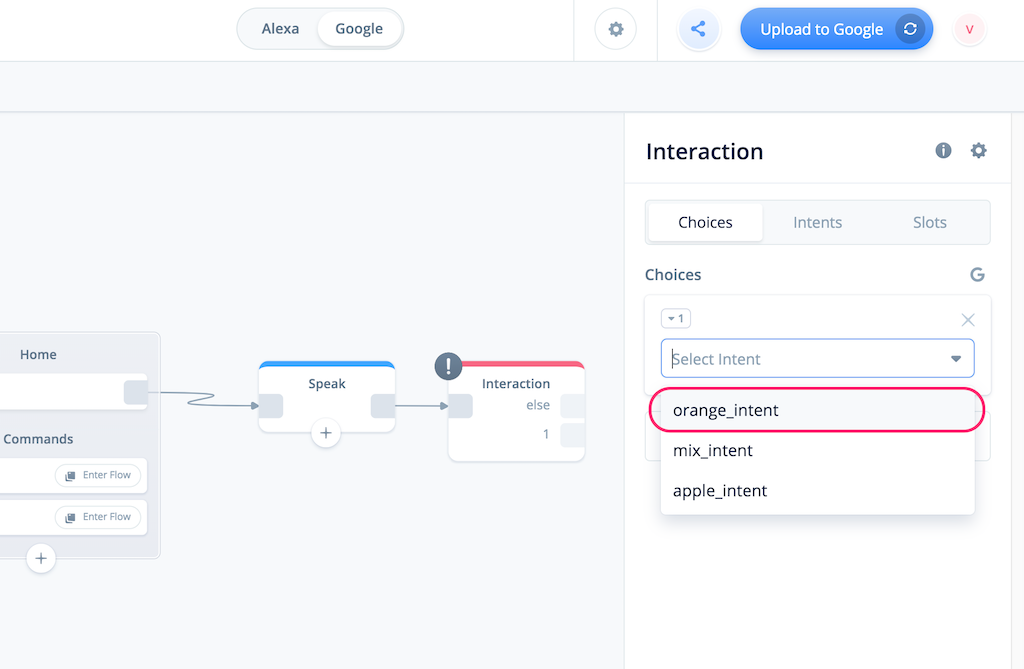 Alexa
Google
Upload to Google
V
Interaction
Choices
Intents
Slots
Choices
G
1
Select Intent
orange_intent
mix_intent
apple_intent
Home
Commands
Enter Flow
Enter Flow
+
Speak
+
!
Interaction
else
1